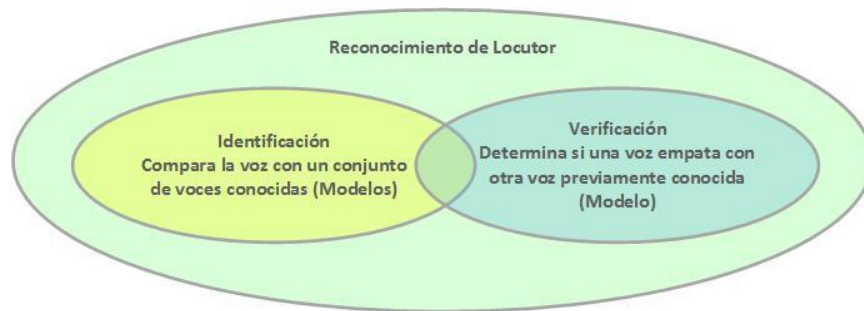 Reconocimiento de Locutor
Identificación
Compara la voz con un conjunto
de voces conocidas (Modelos)
Verificación
Determina si una voz empata con
otra voz previamente conocida
(Modelo)